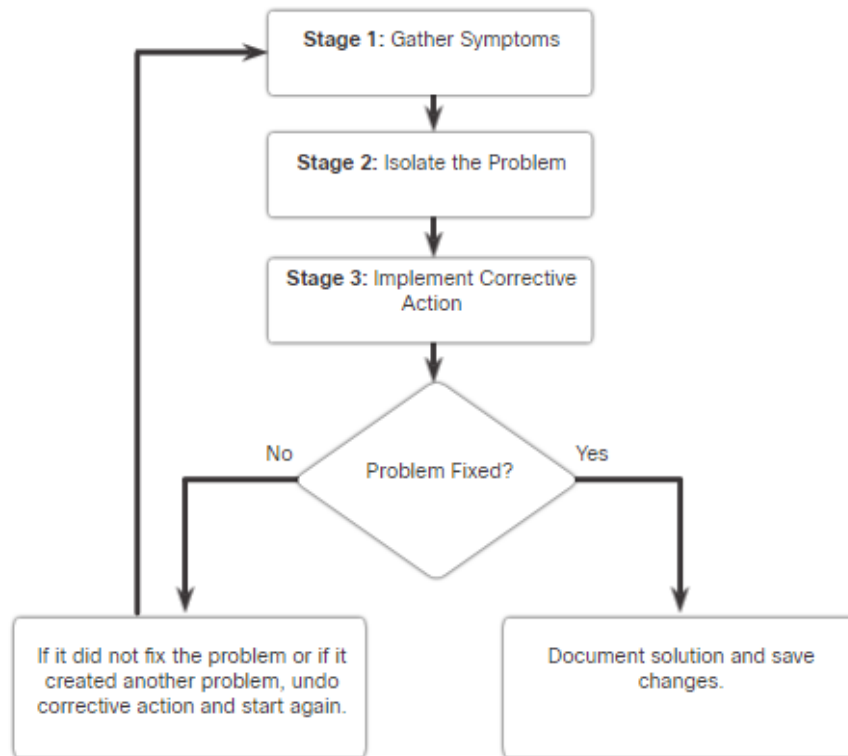 Stage 1: Gather Symptoms
Stage 2: Isolate the Problem
Stage 3: Implement Corrective
Action
Problem Fixed?
No
Yes
If it did not fix the problem or if it
created another problem, undo
corrective action and start again.
Document solution and save
changes.